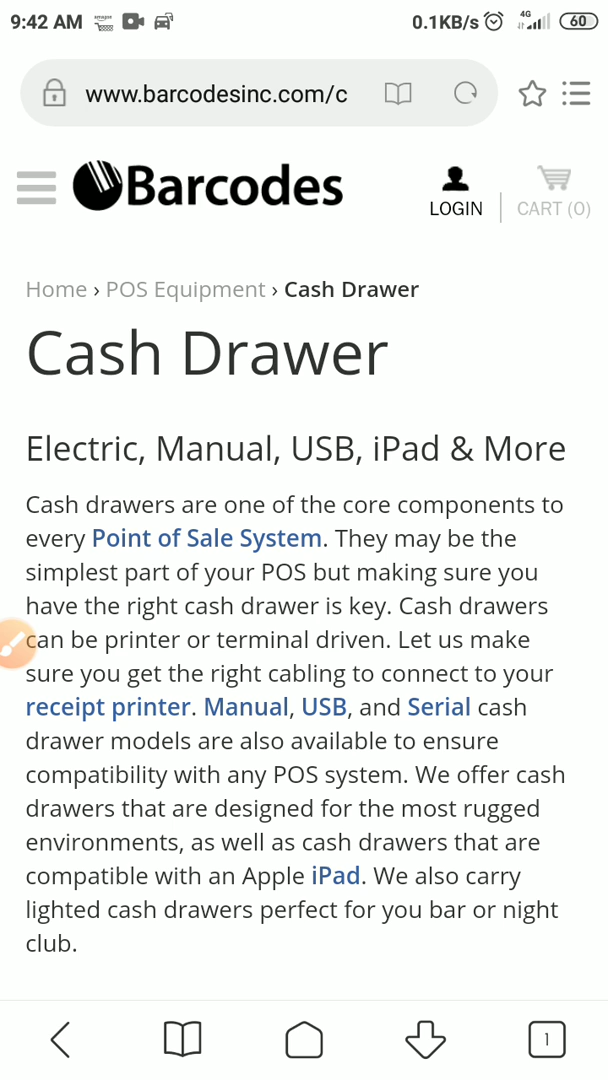 9:42 AM 0.1KB/s 4G 60
www.barcodesinc.com/c
Barcodes
LOGIN CART (0)
Home › POS Equipment › Cash Drawer
Cash Drawer
Electric, Manual, USB, iPad & More
Cash drawers are one of the core components to
every Point of Sale System. They may be the
simplest part of your POS but making sure you
have the right cash drawer is key. Cash drawers
can be printer or terminal driven. Let us make
sure you get the right cabling to connect to your
receipt printer. Manual, USB, and Serial cash
drawer models are also available to ensure
compatibility with any POS system. We offer cash
drawers that are designed for the most rugged
environments, as well as cash drawers that are
compatible with an Apple iPad. We also carry
lighted cash drawers perfect for you bar or night
club.
1